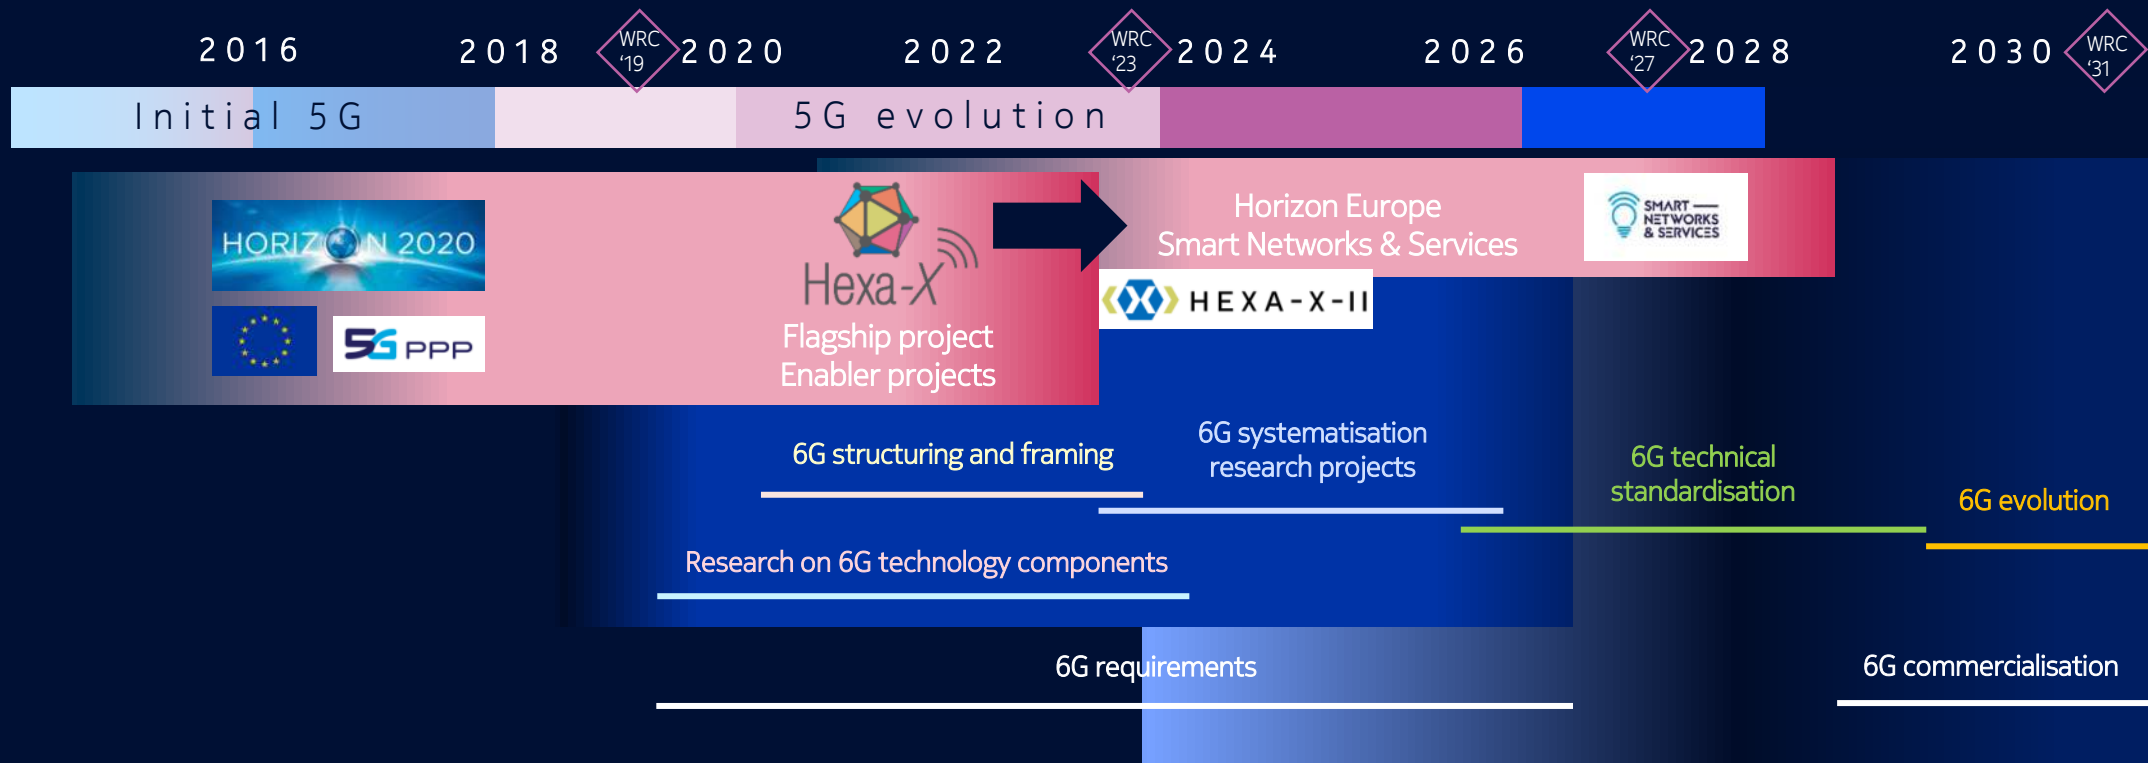 2016 2018 WRC ‘19 2020 2022 WRC ‘23 2024 2026 WRC ‘27 2028 2030 WRC ‘31
Initial 5G
5G evolution
HORIZON 2020
5G PPP
Hexa-X
Flagship project
Enabler projects
Horizon Europe
Smart Networks & Services
SMART
NETWORKS
& SERVICES
HEXA-X-II
6G structuring and framing
6G systematisation
research projects
6G technical
standardisation
6G evolution
Research on 6G technology components
6G requirements
6G commercialisation